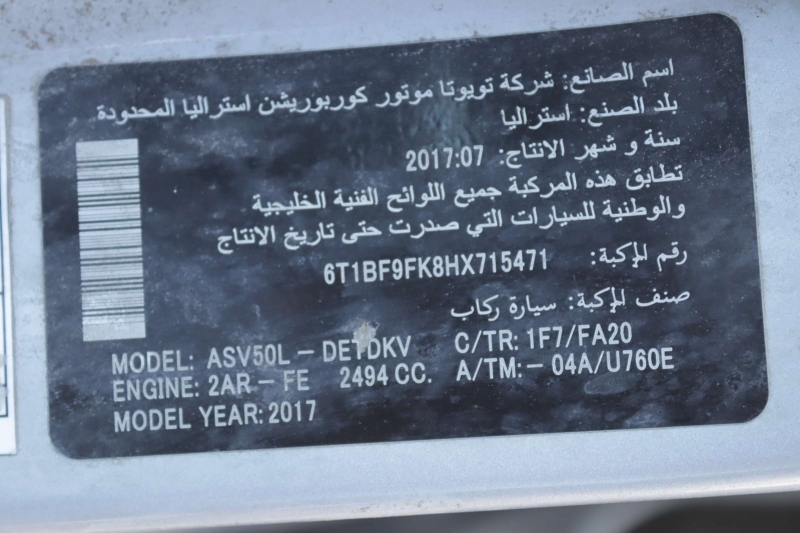 اسم الصانع: شركة تويوتا موتور كوربوريشن استراليا المحدودة
بلد الصنع: استراليا
سنة و شهر الانتاج: 2017:07
تطابق هذه المركبة جميع اللوائح الفنية الخليجية
والوطنية للسيارات التي صدرت حتى تاريخ الانتاج
رقم المركبة: 6T1BF9FK8HX715471
صنف المركبة: سيارة ركاب
MODEL: ASV50L - DETDKV C/TR: 1F7/FA20
ENGINE: 2AR - FE 2494 CC. A/TM: - 04A/U760E
MODEL YEAR: 2017